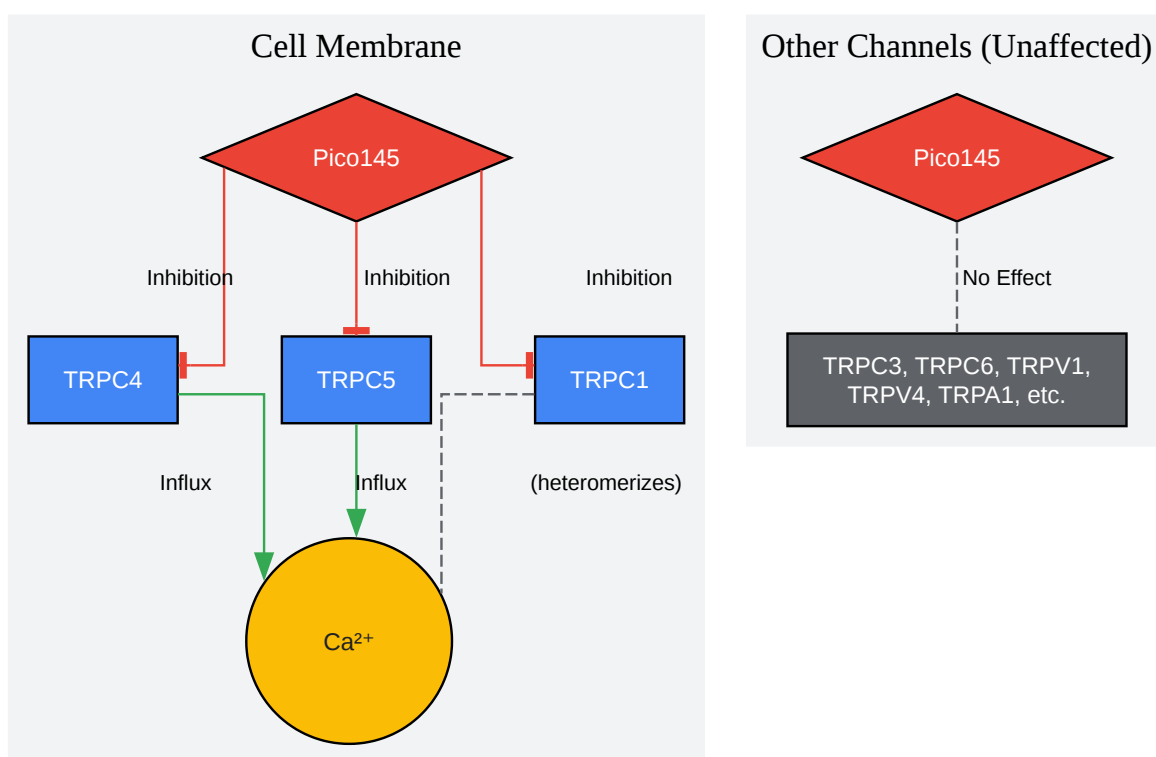 Cell Membrane
Pico145
Inhibition
Inhibition
Inhibition
TRPC4
TRPC5
TRPC1
Influx
Influx
(heteromerizes)
Ca²⁺
Other Channels (Unaffected)
Pico145
No Effect
TRPC3, TRPC6, TRPV1,
TRPV4, TRPA1, etc.